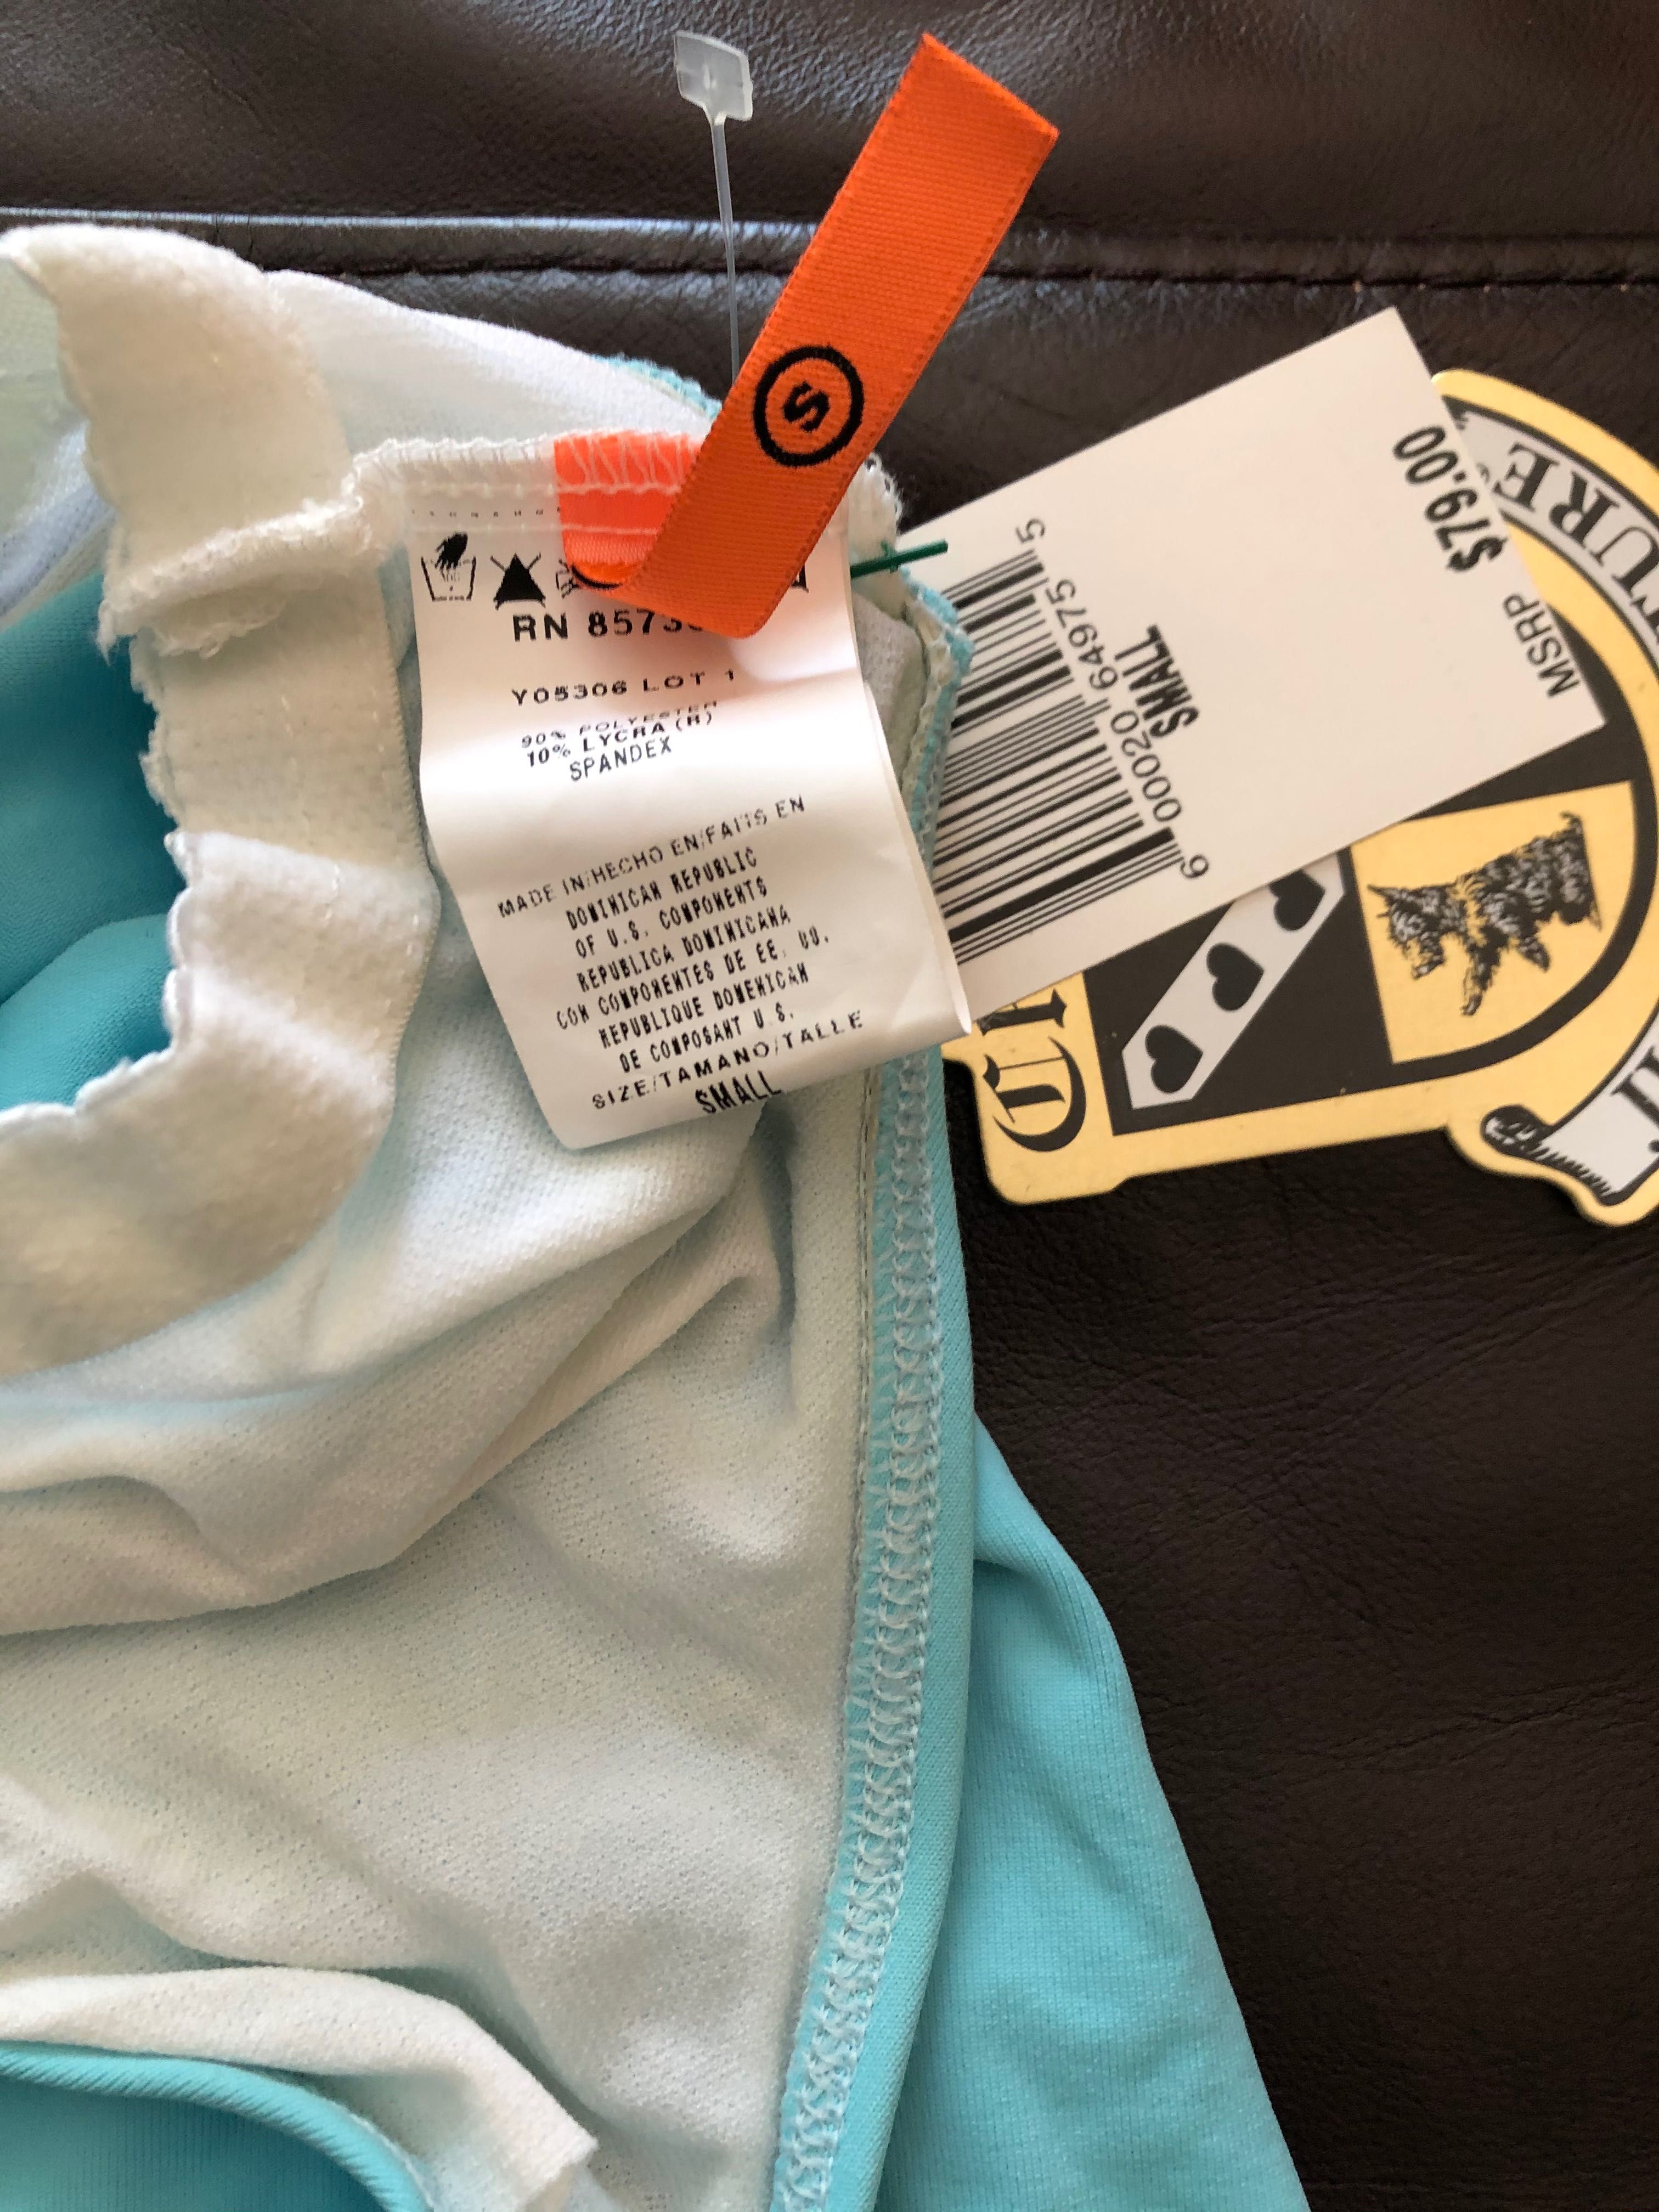 S
RN 8573
Y05306 LOT 1
90% POLYESTER
10% LYCRA (R)
SPANDEX
MADE IN/HECHO EN/FAITS EN
DOMINICAN REPUBLIC
OF U.S. COMPONENTS
REPUBLICA DOMINICANA
CON COMPONENTES DE EE. UU.
REPUBLIQUE DOMENICAN
DE COMPOSANT U.S.
SIZE/TAMANO/TALLE
SMALL
6 00020 64975 5
SMALL
MSRP
$79.00
TURE